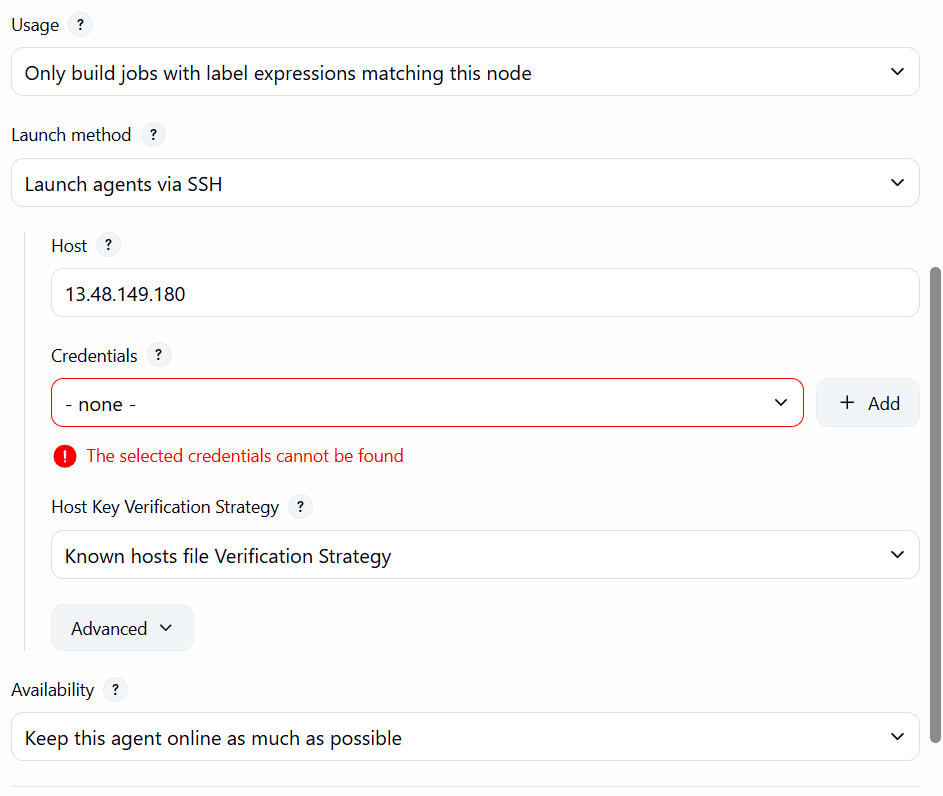 Usage ?
Only build jobs with label expressions matching this node
Launch method ?
Launch agents via SSH
Host ?
13.48.149.180
Credentials ?
- none -
+ Add
! The selected credentials cannot be found
Host Key Verification Strategy ?
Known hosts file Verification Strategy
Advanced
Availability ?
Keep this agent online as much as possible